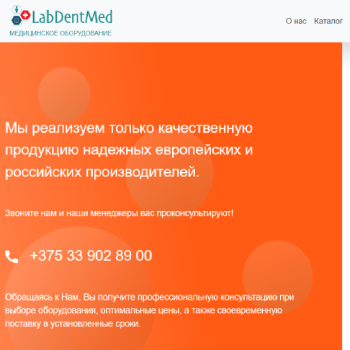 LabDentMed
МЕДИЦИНСКОЕ ОБОРУДОВАНИЕ
О нас Каталог
Мы реализуем только качественную
продукцию надежных европейских и
российских производителей.
Звоните нам и наши менеджеры вас проконсультируют!
+375 33 902 89 00
Обращаясь к Нам, Вы получите профессиональную консультацию при
выборе оборудования, оптимальные цены, а также своевременную
поставку в установленные сроки.